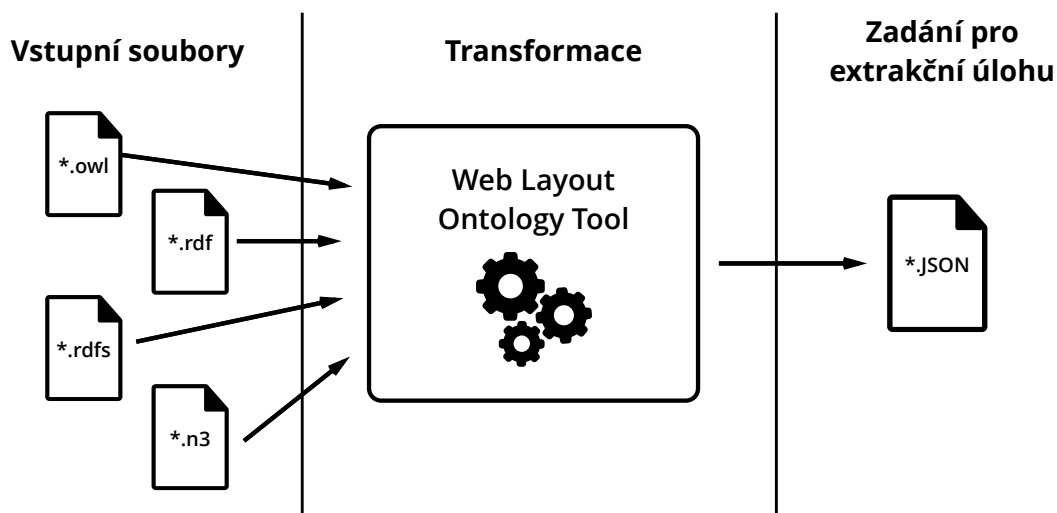 Vstupní soubory
*.owl
*.rdf
*.rdfs
*.n3
Transformace
Web Layout
Ontology Tool
Zadání pro
extrakční úlohu
*.JSON